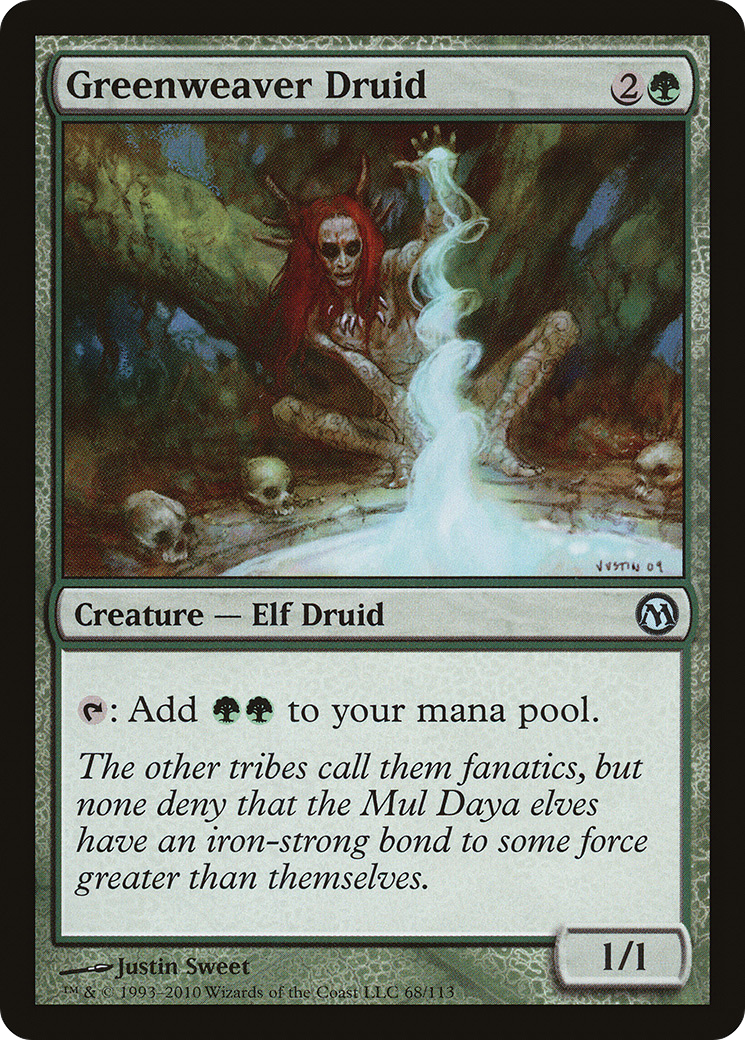 Greenweaver Druid 2
JUSTIN 09
Creature — Elf Druid
M
: Add to your mana pool.
The other tribes call them fanatics, but
none deny that the Mul Daya elves
have an iron-strong bond to some force
greater than themselves.
1/1
Justin Sweet
™ & © 1993–2010 Wizards of the Coast LLC 68/113